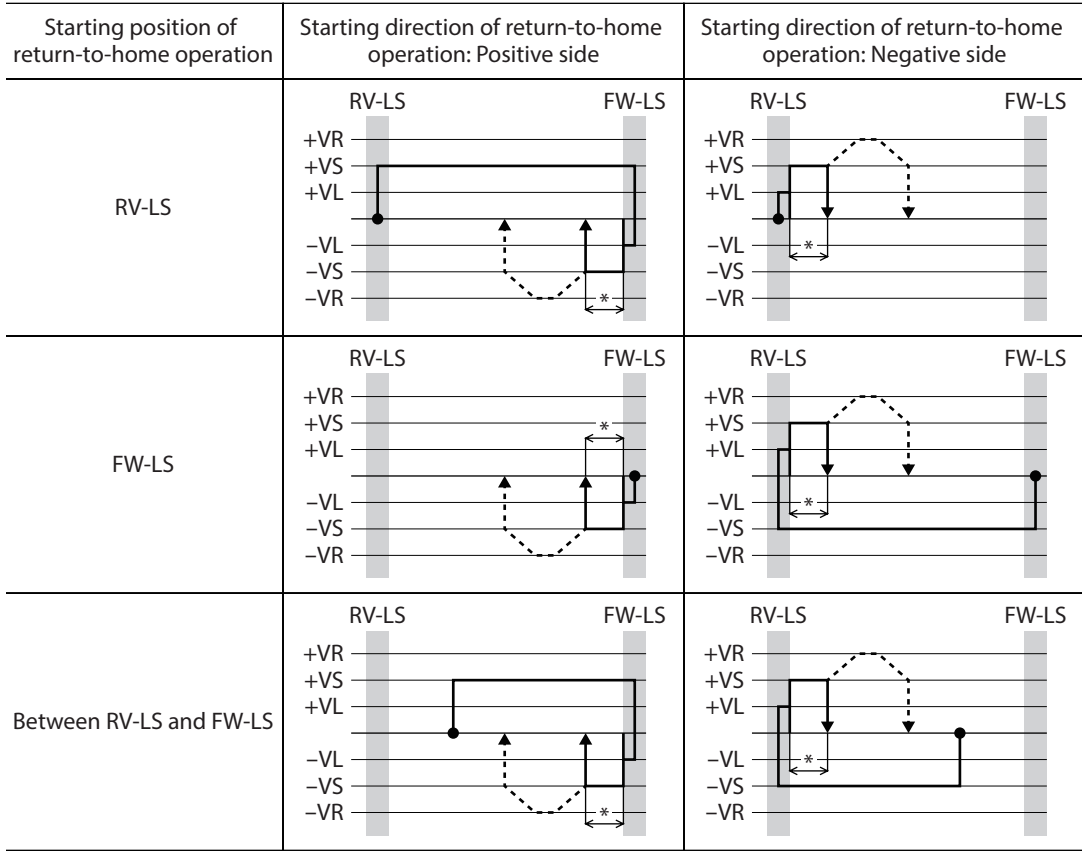 Starting position of
return-to-home operation
Starting direction of return-to-home
operation: Positive side
Starting direction of return-to-home
operation: Negative side
RV-LS
RV-LS FW-LS
+VR
+VS
+VL
–VL
–VS
–VR
*
RV-LS FW-LS
+VR
+VS
+VL
–VL
–VS
–VR
*
FW-LS
RV-LS FW-LS
+VR
+VS
+VL
–VL
–VS
–VR
*
RV-LS FW-LS
+VR
+VS
+VL
–VL
–VS
–VR
*
Between RV-LS and FW-LS
RV-LS FW-LS
+VR
+VS
+VL
–VL
–VS
–VR
*
RV-LS FW-LS
+VR
+VS
+VL
–VL
–VS
–VR
*